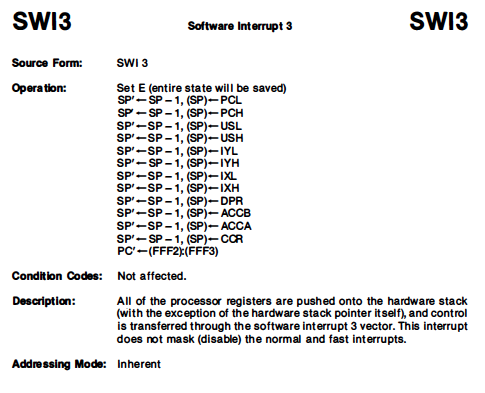 SWI3 Software Interrupt 3 SWI3
Source Form: SWI 3
Operation: Set E (entire state will be saved)
SP' ← SP – 1, (SP) ← PCL
SP' ← SP – 1, (SP) ← PCH
SP' ← SP – 1, (SP) ← USL
SP' ← SP – 1, (SP) ← USH
SP' ← SP – 1, (SP) ← IYL
SP' ← SP – 1, (SP) ← IYH
SP' ← SP – 1, (SP) ← IXL
SP' ← SP – 1, (SP) ← IXH
SP' ← SP – 1, (SP) ← DPR
SP' ← SP – 1, (SP) ← ACCB
SP' ← SP – 1, (SP) ← ACCA
SP' ← SP – 1, (SP) ← CCR
PC' ← (FFF2):(FFF3)
Condition Codes: Not affected.
Description: All of the processor registers are pushed onto the hardware stack
(with the exception of the hardware stack pointer itself), and control
is transferred through the software interrupt 3 vector. This interrupt
does not mask (disable) the normal and fast interrupts.
Addressing Mode: Inherent